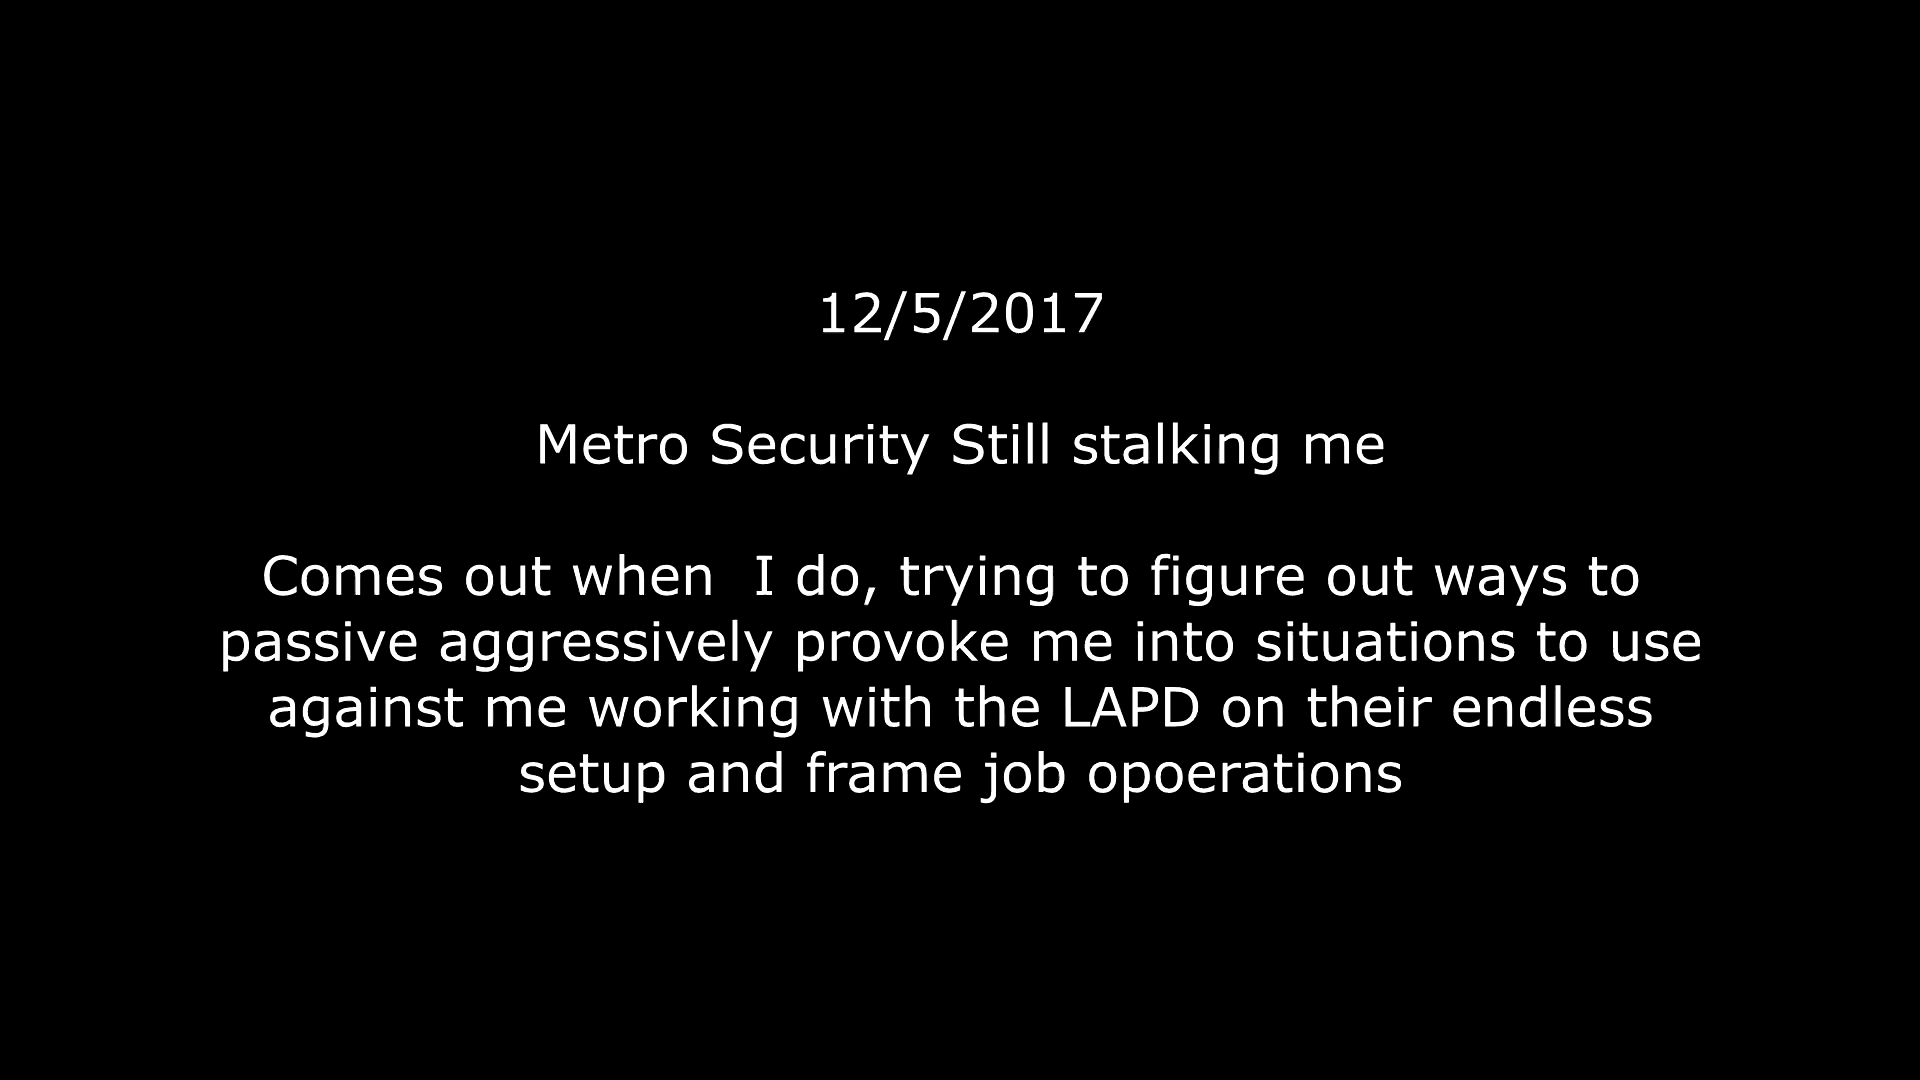 12/5/2017
Metro Security Still stalking me
Comes out when  I do, trying to figure out ways to
passive aggressively provoke me into situations to use
against me working with the LAPD on their endless
setup and frame job opoerations